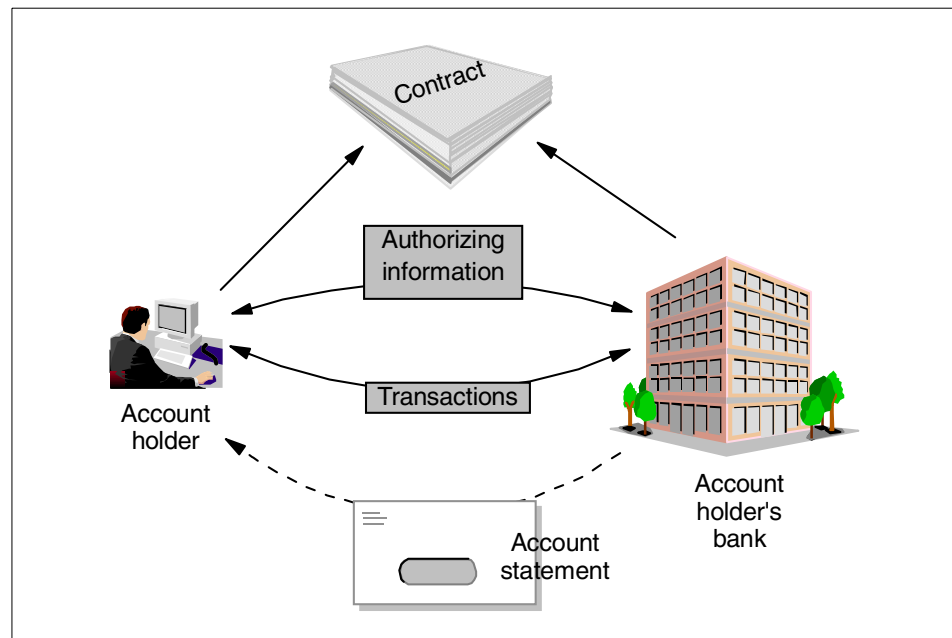 Contract
Authorizing
information
Transactions
Account
holder
Account
holder's
bank
Account
statement